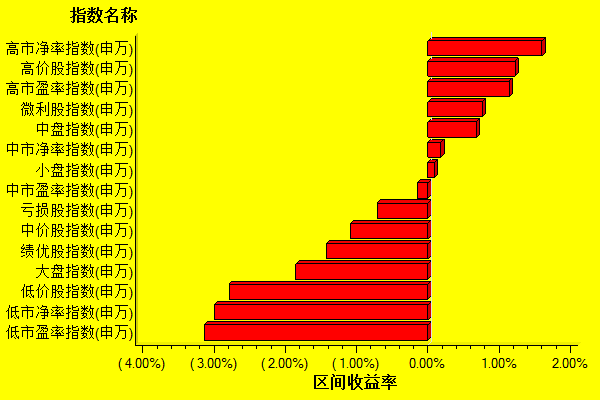 指数名称
高市净率指数(申万)
高价股指数(申万)
高市盈率指数(申万)
微利股指数(申万)
中盘指数(申万)
中市净率指数(申万)
小盘指数(申万)
中市盈率指数(申万)
亏损股指数(申万)
中价股指数(申万)
绩优股指数(申万)
大盘指数(申万)
低价股指数(申万)
低市净率指数(申万)
低市盈率指数(申万)
(4.00%) (3.00%) (2.00%) (1.00%) 0.00% 1.00% 2.00%
区间收益率